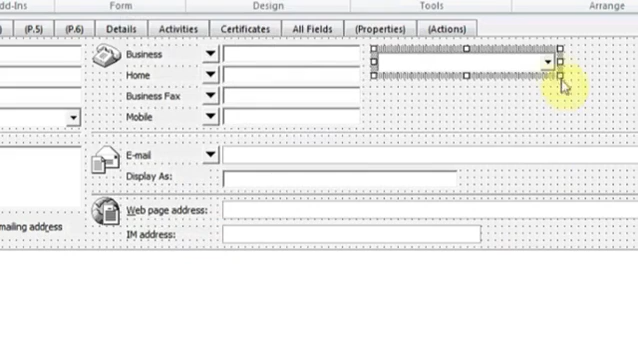 dd-Ins Form Design Tools Arrange
(P.5) (P.6) Details Activities Certificates All Fields (Properties) (Actions)
Business
Home
Business Fax
Mobile
E-mail
Display As:
Web page address:
mailing address
IM address: